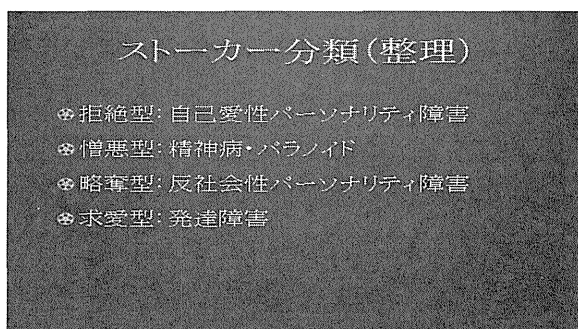 ストーカー分類(整理)
拒絶型: 自己愛性パーソナリティ障害
憎悪型: 精神病・パラノイド
略奪型: 反社会性パーソナリティ障害
求愛型: 発達障害